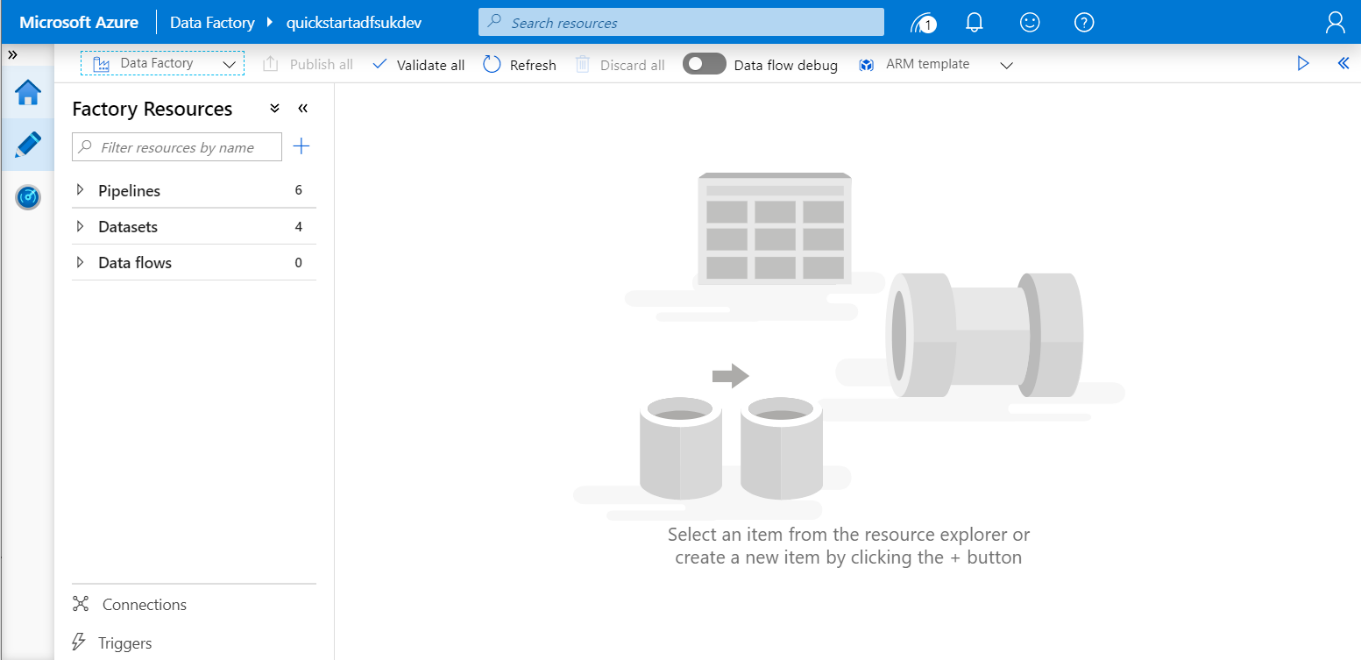 Microsoft Azure Data Factory quickstartadfsukdev Search resources 1
Data Factory Publish all Validate all Refresh Discard all Data flow debug ARM template
Factory Resources
Filter resources by name
Pipelines 6
Datasets 4
Data flows 0
Select an item from the resource explorer or
create a new item by clicking the + button
Connections
Triggers